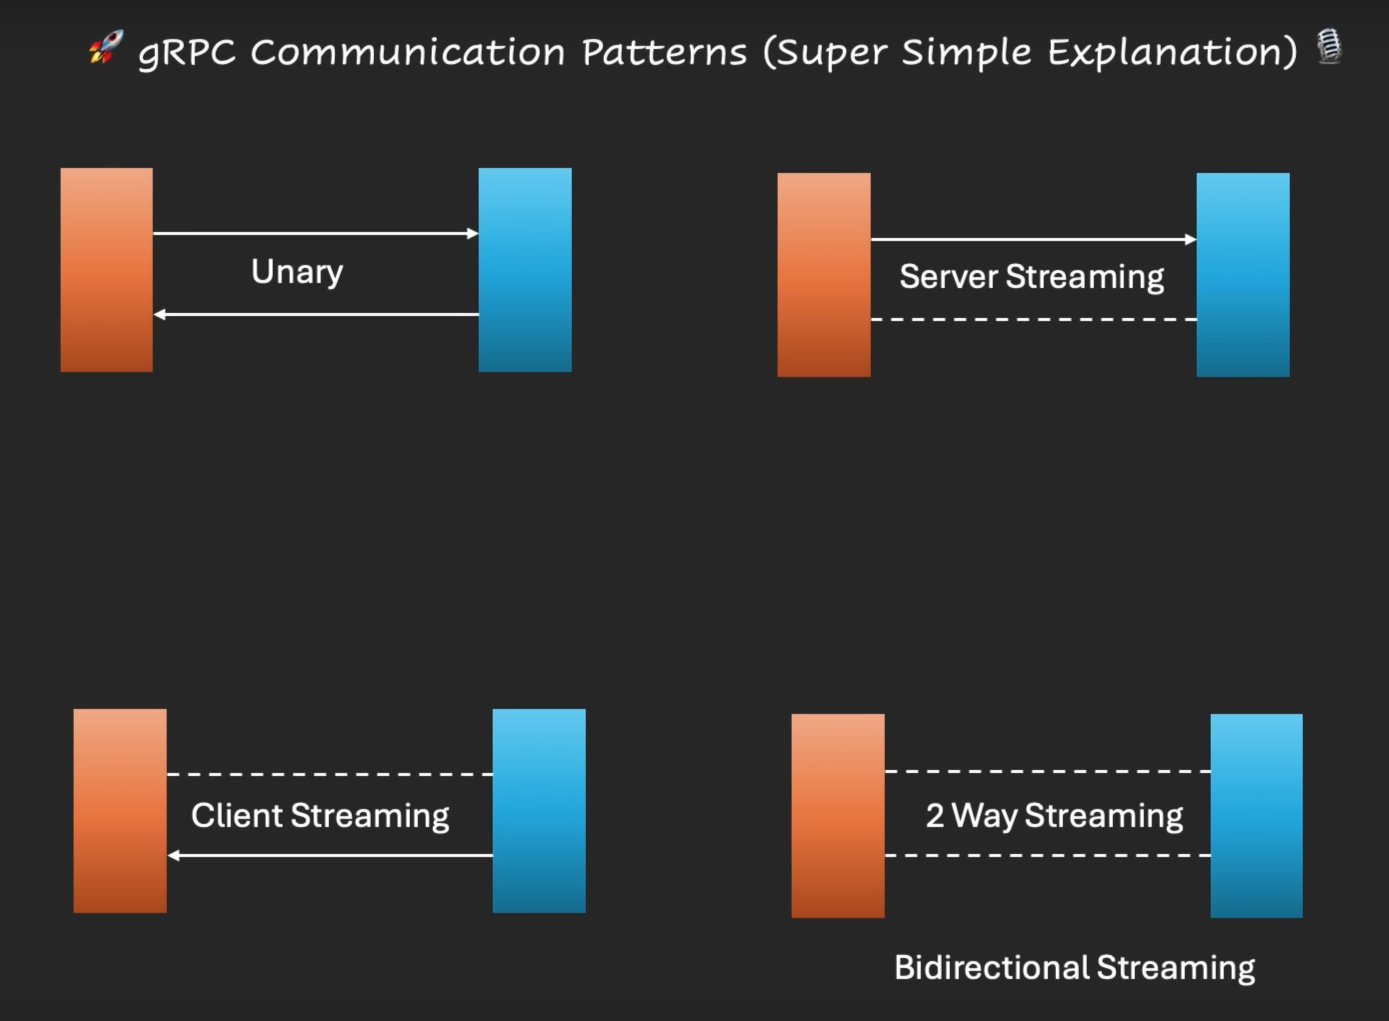 🚀 gRPC Communication Patterns (Super Simple Explanation) 🎙️
Unary
Server Streaming
Client Streaming
2 Way Streaming
Bidirectional Streaming